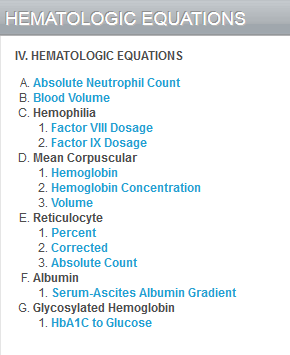 HEMATOLOGIC EQUATIONS
IV. HEMATOLOGIC EQUATIONS
A. Absolute Neutrophil Count
B. Blood Volume
C. Hemophilia
1. Factor VIII Dosage
2. Factor IX Dosage
D. Mean Corpuscular
1. Hemoglobin
2. Hemoglobin Concentration
3. Volume
E. Reticulocyte
1. Percent
2. Corrected
3. Absolute Count
F. Albumin
1. Serum-Ascites Albumin Gradient
G. Glycosylated Hemoglobin
1. HbA1C to Glucose